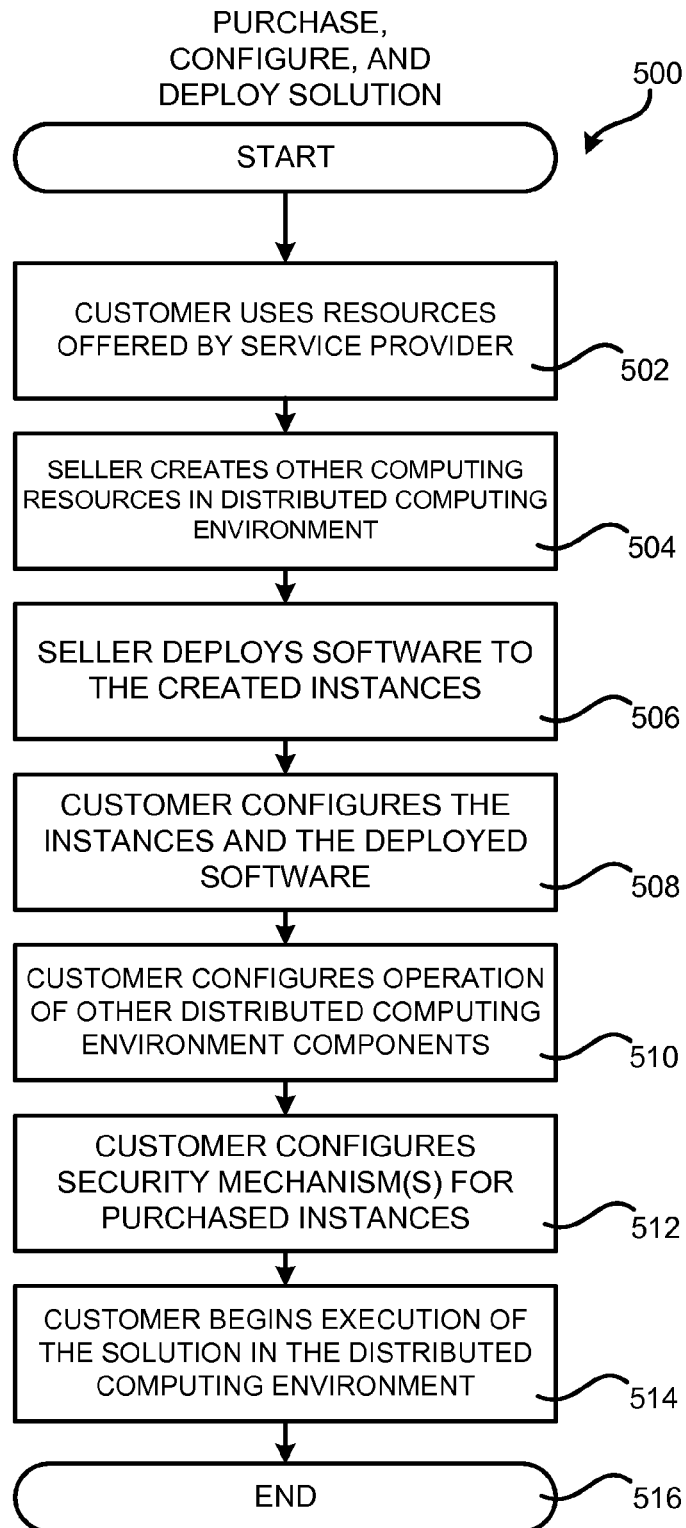 PURCHASE,
CONFIGURE, AND
DEPLOY SOLUTION
500
START
CUSTOMER USES RESOURCES
OFFERED BY SERVICE PROVIDER
502
SELLER CREATES OTHER COMPUTING
RESOURCES IN DISTRIBUTED COMPUTING
ENVIRONMENT
504
SELLER DEPLOYS SOFTWARE TO
THE CREATED INSTANCES
506
CUSTOMER CONFIGURES THE
INSTANCES AND THE DEPLOYED
SOFTWARE
508
CUSTOMER CONFIGURES OPERATION
OF OTHER DISTRIBUTED COMPUTING
ENVIRONMENT COMPONENTS
510
CUSTOMER CONFIGURES
SECURITY MECHANISM(S) FOR
PURCHASED INSTANCES
512
CUSTOMER BEGINS EXECUTION OF
THE SOLUTION IN THE DISTRIBUTED
COMPUTING ENVIRONMENT
514
END
516